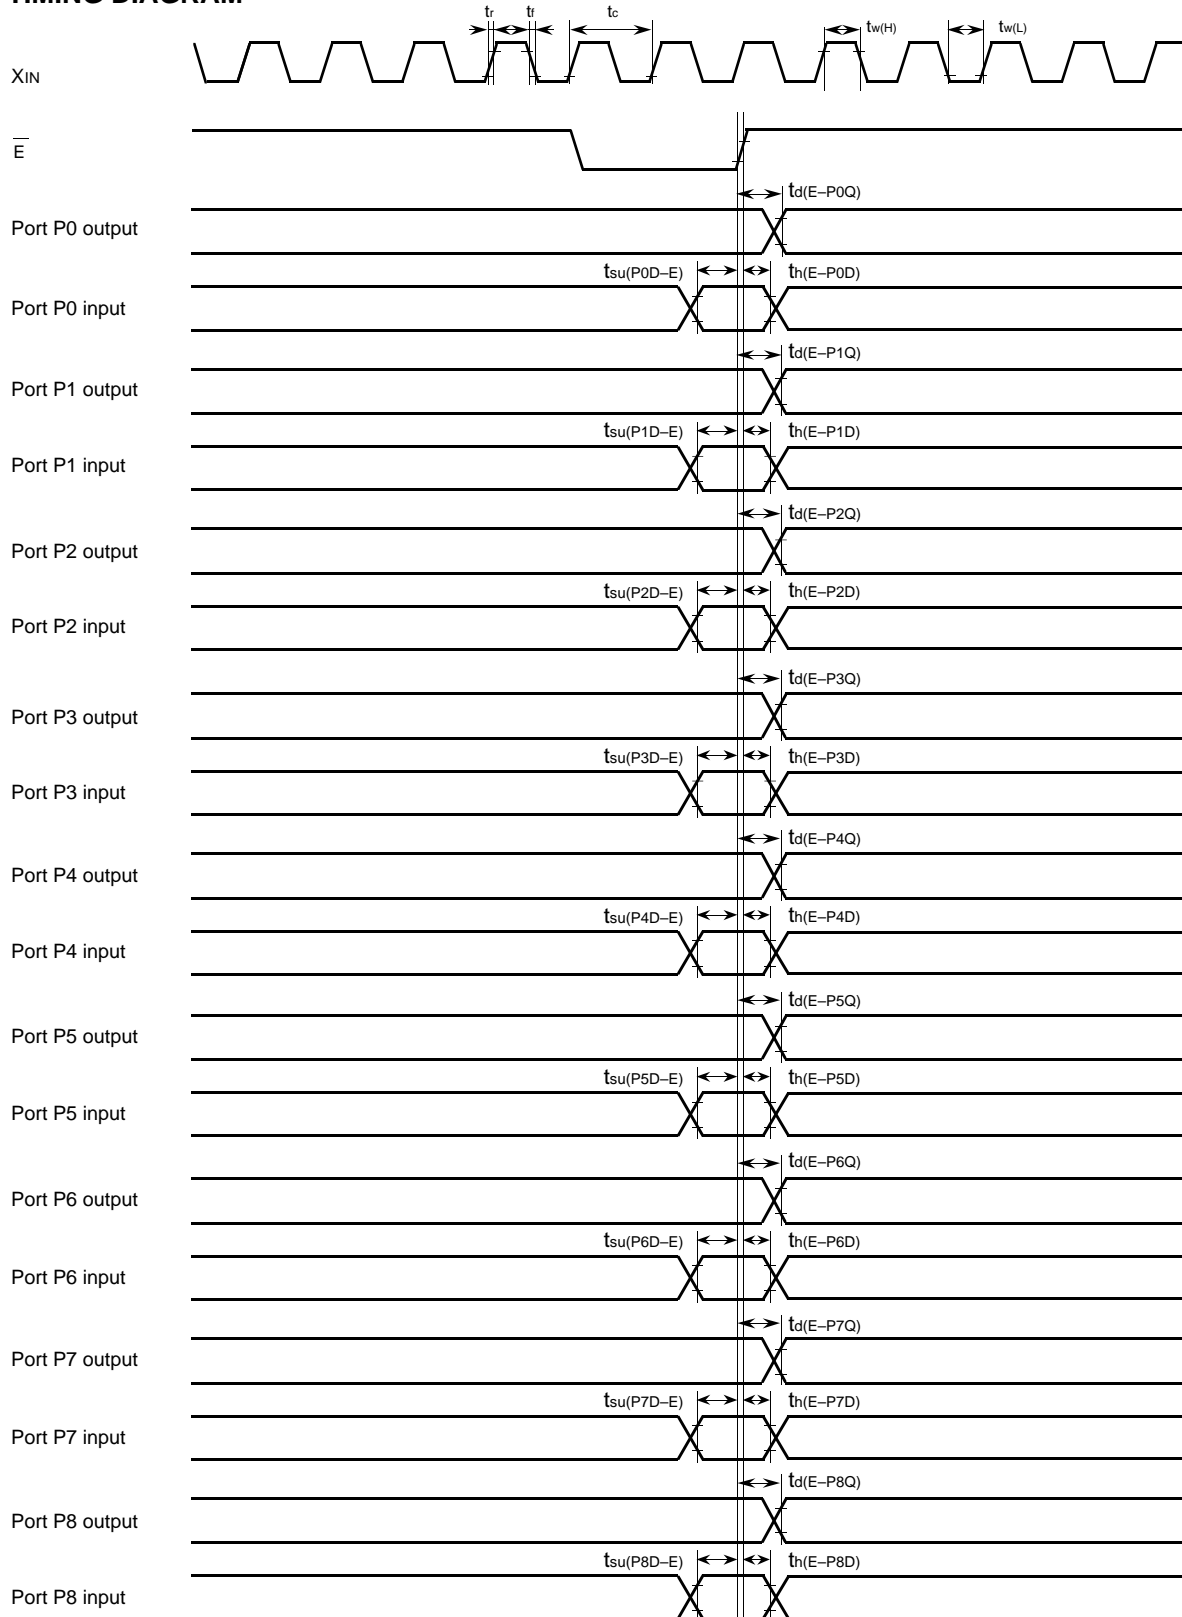 TIMING DIAGRAM
tr tf tc tw(H) tw(L)
XIN
E
td(E–P0Q)
Port P0 output
tsu(P0D–E) th(E–P0D)
Port P0 input
td(E–P1Q)
Port P1 output
tsu(P1D–E) th(E–P1D)
Port P1 input
td(E–P2Q)
Port P2 output
tsu(P2D–E) th(E–P2D)
Port P2 input
td(E–P3Q)
Port P3 output
tsu(P3D–E) th(E–P3D)
Port P3 input
td(E–P4Q)
Port P4 output
tsu(P4D–E) th(E–P4D)
Port P4 input
td(E–P5Q)
Port P5 output
tsu(P5D–E) th(E–P5D)
Port P5 input
td(E–P6Q)
Port P6 output
tsu(P6D–E) th(E–P6D)
Port P6 input
td(E–P7Q)
Port P7 output
tsu(P7D–E) th(E–P7D)
Port P7 input
td(E–P8Q)
Port P8 output
tsu(P8D–E) th(E–P8D)
Port P8 input